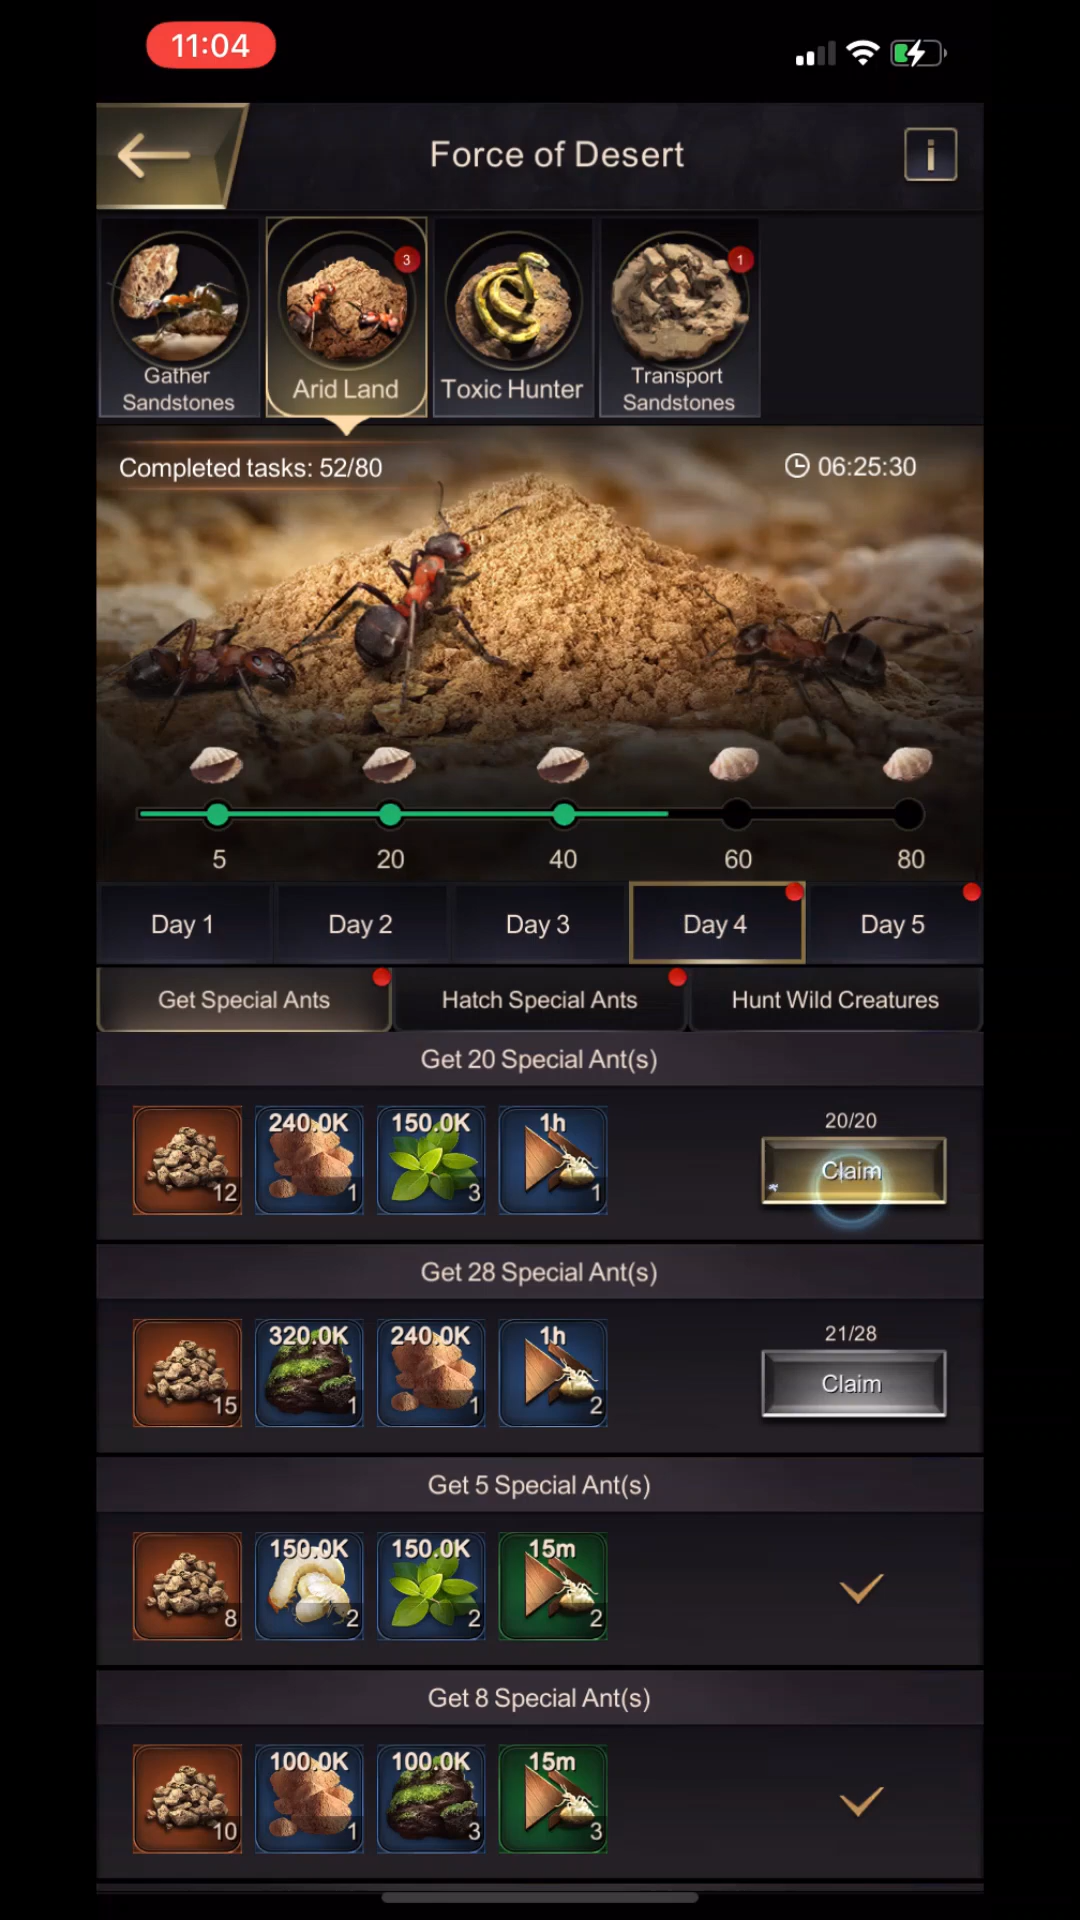 11:04
Force of Desert
i
3
1
Gather
Sandstones
Arid Land
Toxic Hunter
Transport
Sandstones
Completed tasks: 52/80
06:25:30
5
20
40
60
80
Day 1
Day 2
Day 3
Day 4
Day 5
Get Special Ants
Hatch Special Ants
Hunt Wild Creatures
Get 20 Special Ant(s)
12
240.0K
1
150.0K
3
1h
1
20/20
Claim
Get 28 Special Ant(s)
15
320.0K
1
240.0K
1
1h
2
21/28
Claim
Get 5 Special Ant(s)
8
150.0K
2
150.0K
2
15m
2
Get 8 Special Ant(s)
10
100.0K
1
100.0K
3
15m
3